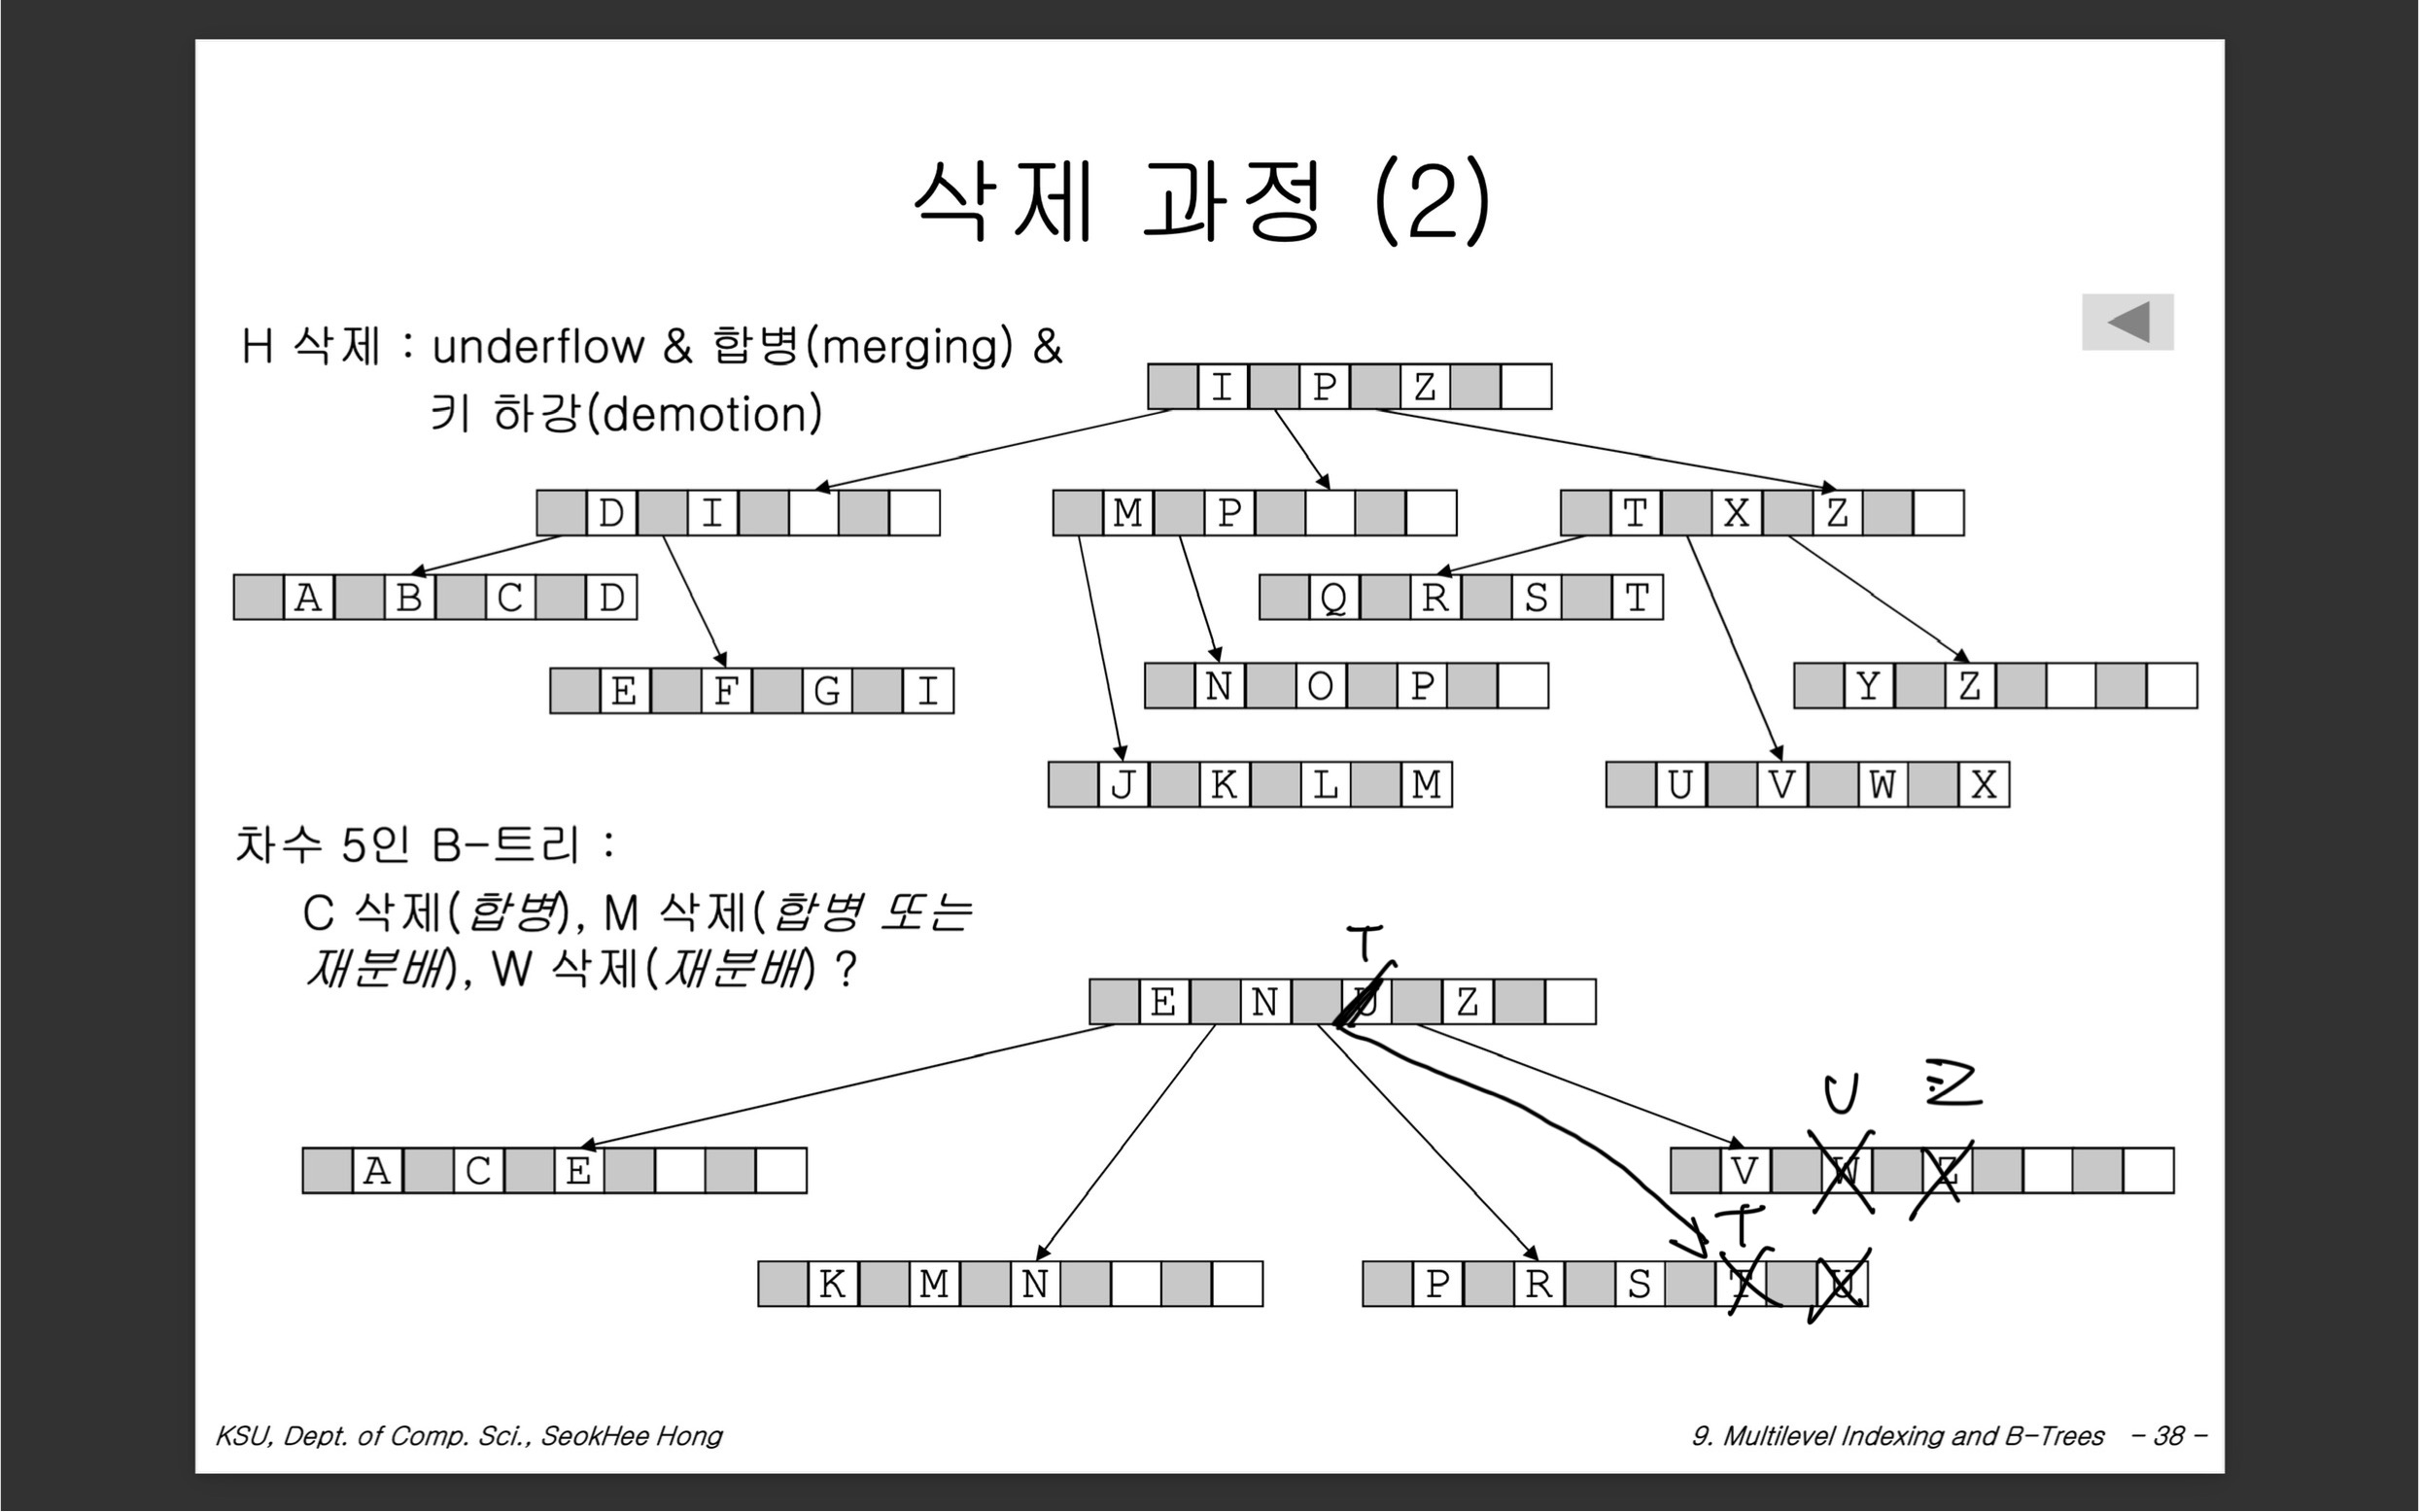 삭제 과정 (2)
H 삭제 : underflow & 합병(merging) &
키 하강(demotion)
I P Z
D I
M P
T X Z
A B C D
Q R S T
E F G I
N O P
Y Z
J K L M
U V W X
차수 5인 B-트리 :
C 삭제(합병), M 삭제(합병 또는
재분배), W 삭제(재분배) ?
T
E N U Z
U Z
A C E
V W Z
T
K M N
P R S T U
KSU, Dept. of Comp. Sci., SeokHee Hong
9. Multilevel Indexing and B-Trees - 38 -